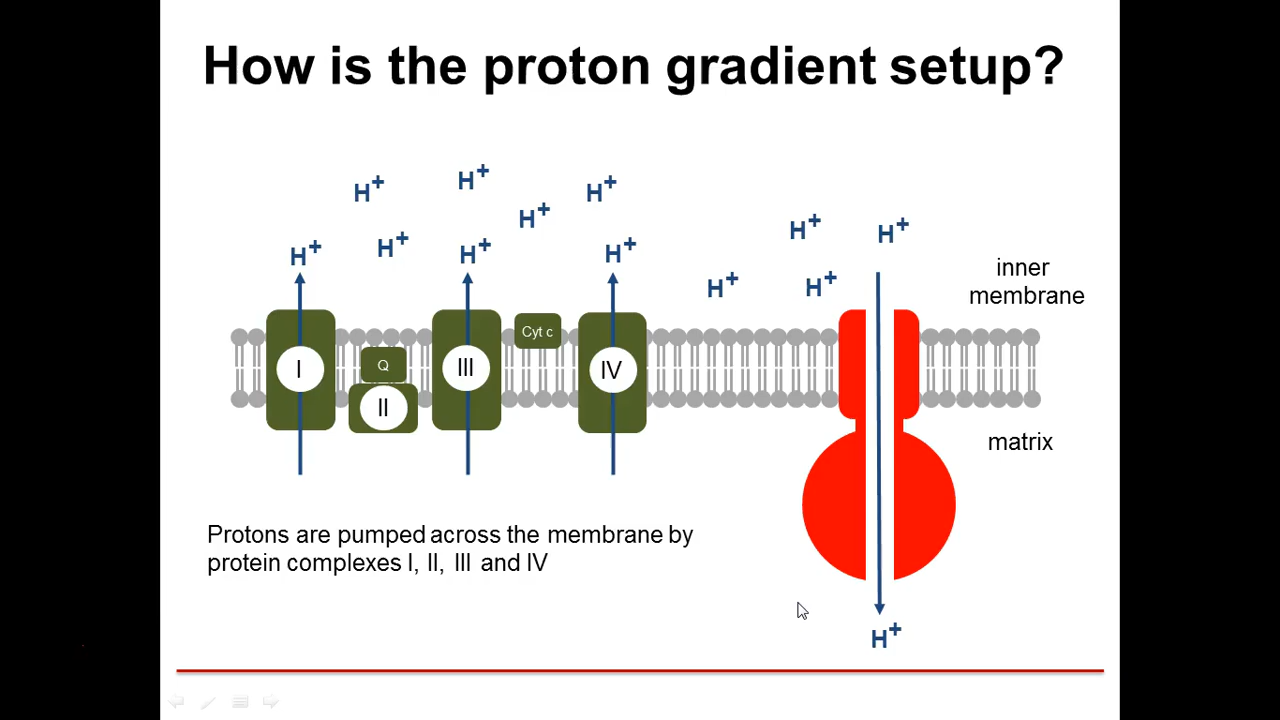 How is the proton gradient setup?
H+ H+ H+
H+ H+ H+ H+
H+ H+ H+ H+
H+ H+
inner
membrane
Cyt c
I Q III IV
II
matrix
Protons are pumped across the membrane by
protein complexes I, II, III and IV
H+